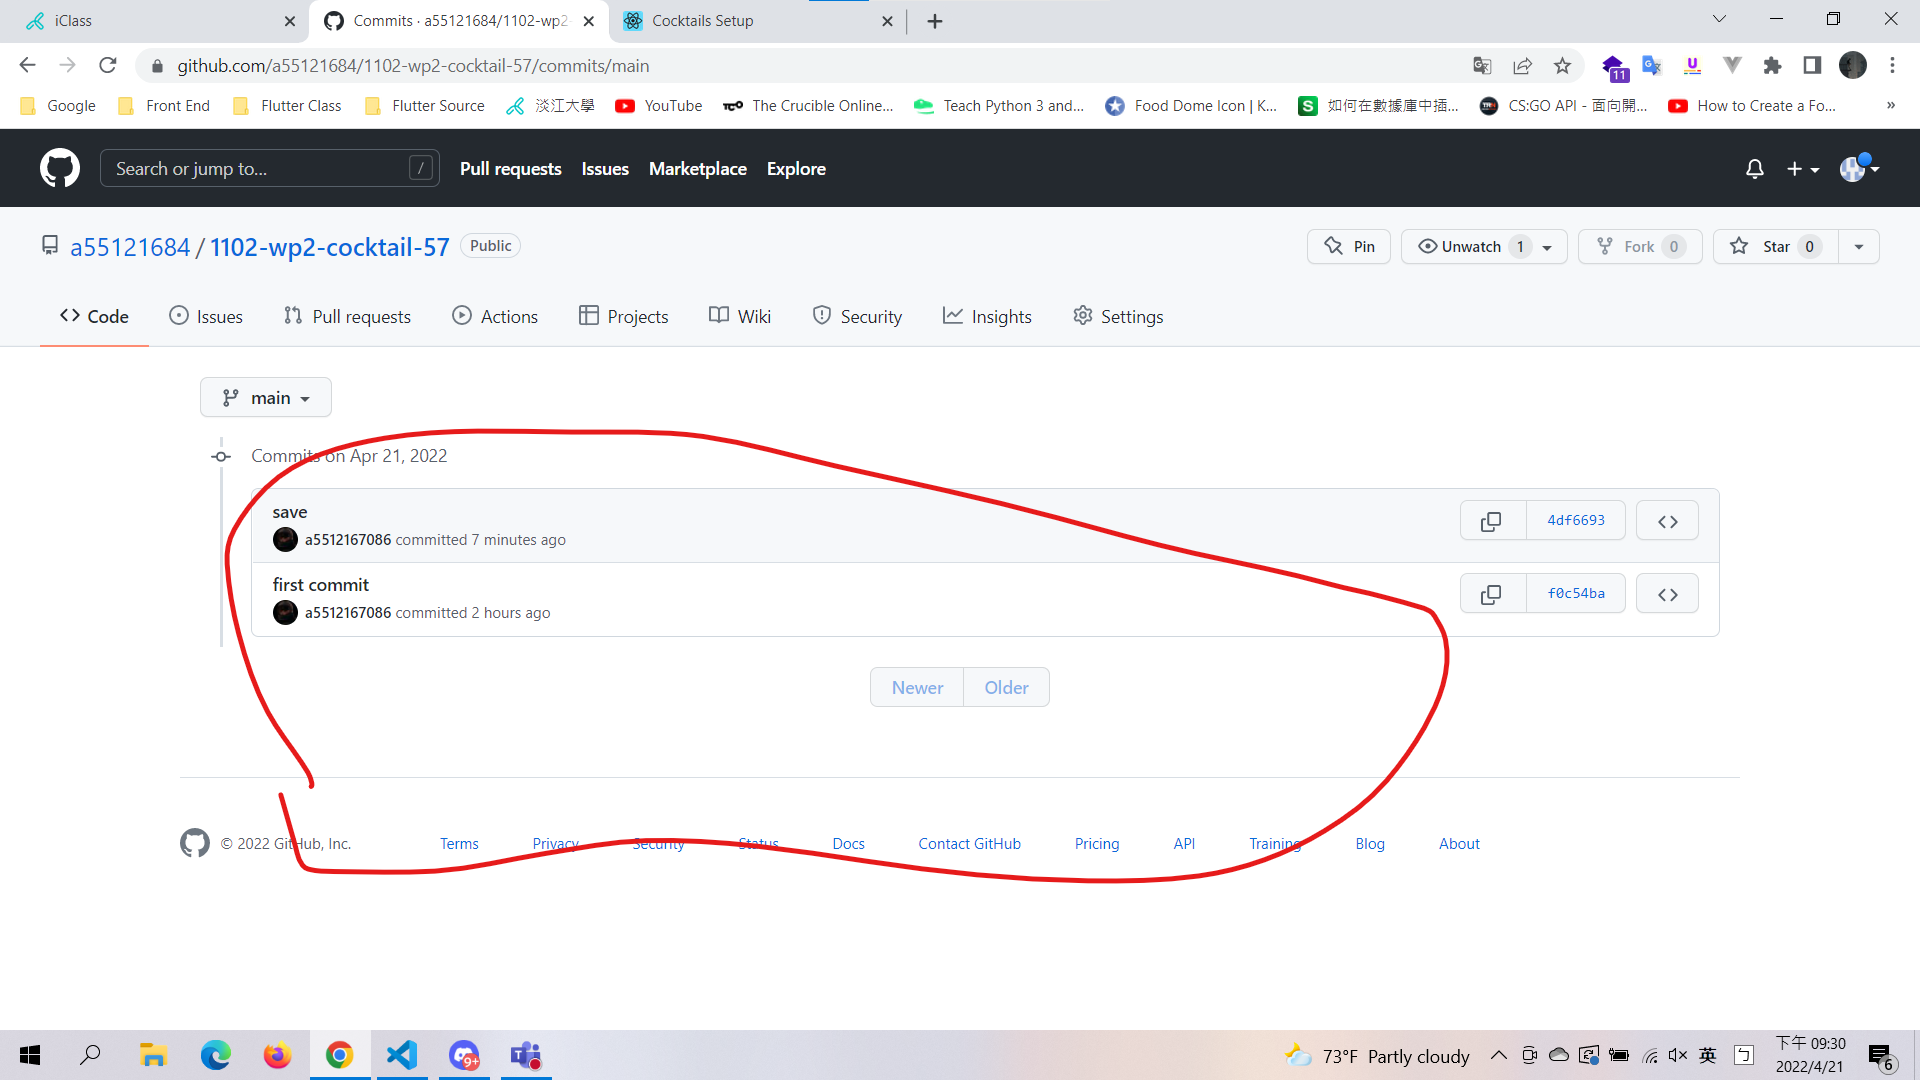 iClass
Commits · a55121684/1102-wp2-
Cocktails Setup
github.com/a55121684/1102-wp2-cocktail-57/commits/main
11
Google
Front End
Flutter Class
Flutter Source
淡江大學
YouTube
The Crucible Online...
Teach Python 3 and...
Food Dome Icon | K...
如何在數據庫中插...
CS:GO API - 面向開...
How to Create a Fo...
»
Search or jump to...
/
Pull requests
Issues
Marketplace
Explore
a55121684 / 1102-wp2-cocktail-57
Public
Pin
Unwatch 1
Fork 0
Star 0
Code
Issues
Pull requests
Actions
Projects
Wiki
Security
Insights
Settings
main
Commits on Apr 21, 2022
save
4df6693
a5512167086 committed 7 minutes ago
first commit
f0c54ba
a5512167086 committed 2 hours ago
Newer
Older
© 2022 GitHub, Inc.
Terms
Privacy
Security
Status
Docs
Contact GitHub
Pricing
API
Training
Blog
About
9+
73°F Partly cloudy
英
ㄅ
下午 09:30
2022/4/21
6